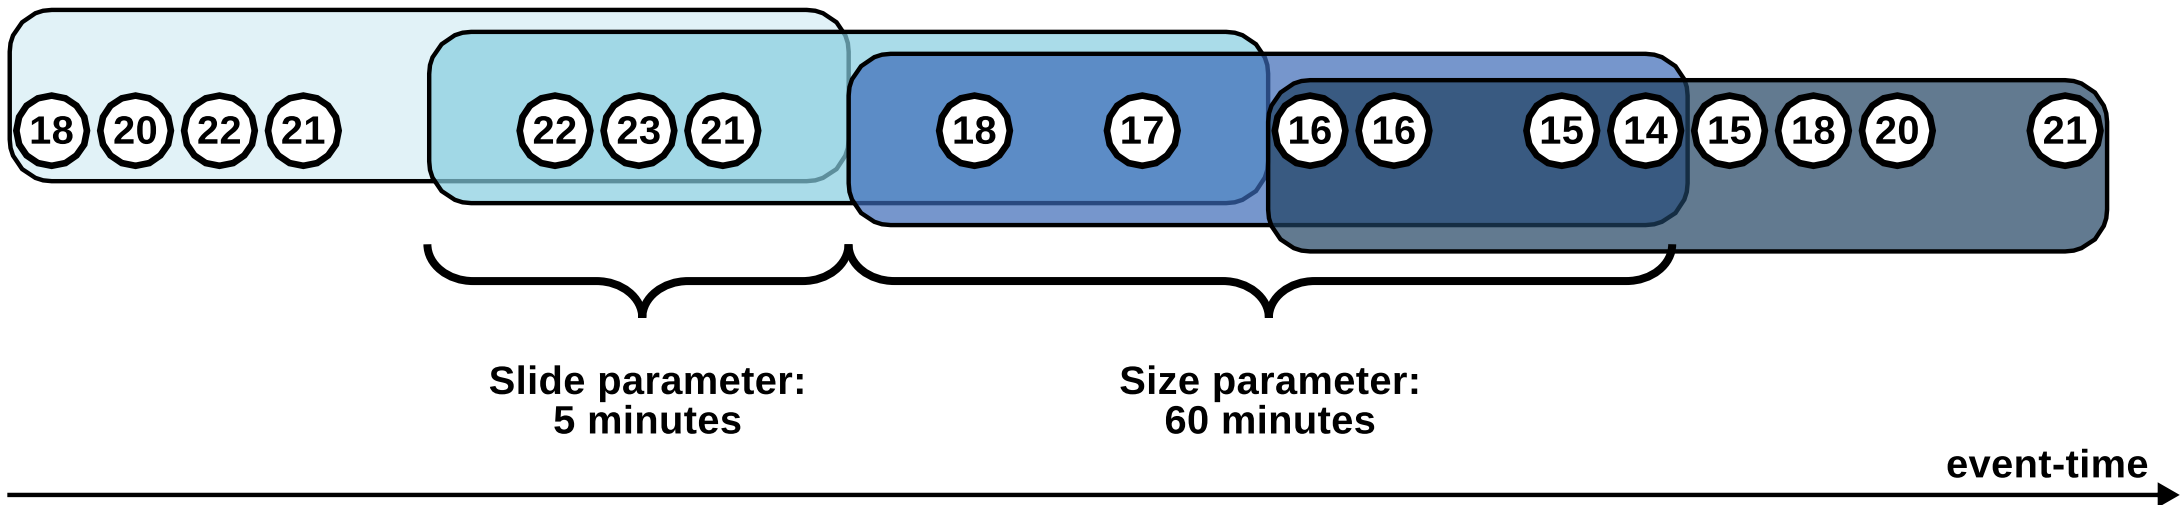 18 20 22 21 22 23 21 18 17 16 16 15 14 15 18 20 21
Slide parameter:
5 minutes
Size parameter:
60 minutes
event-time